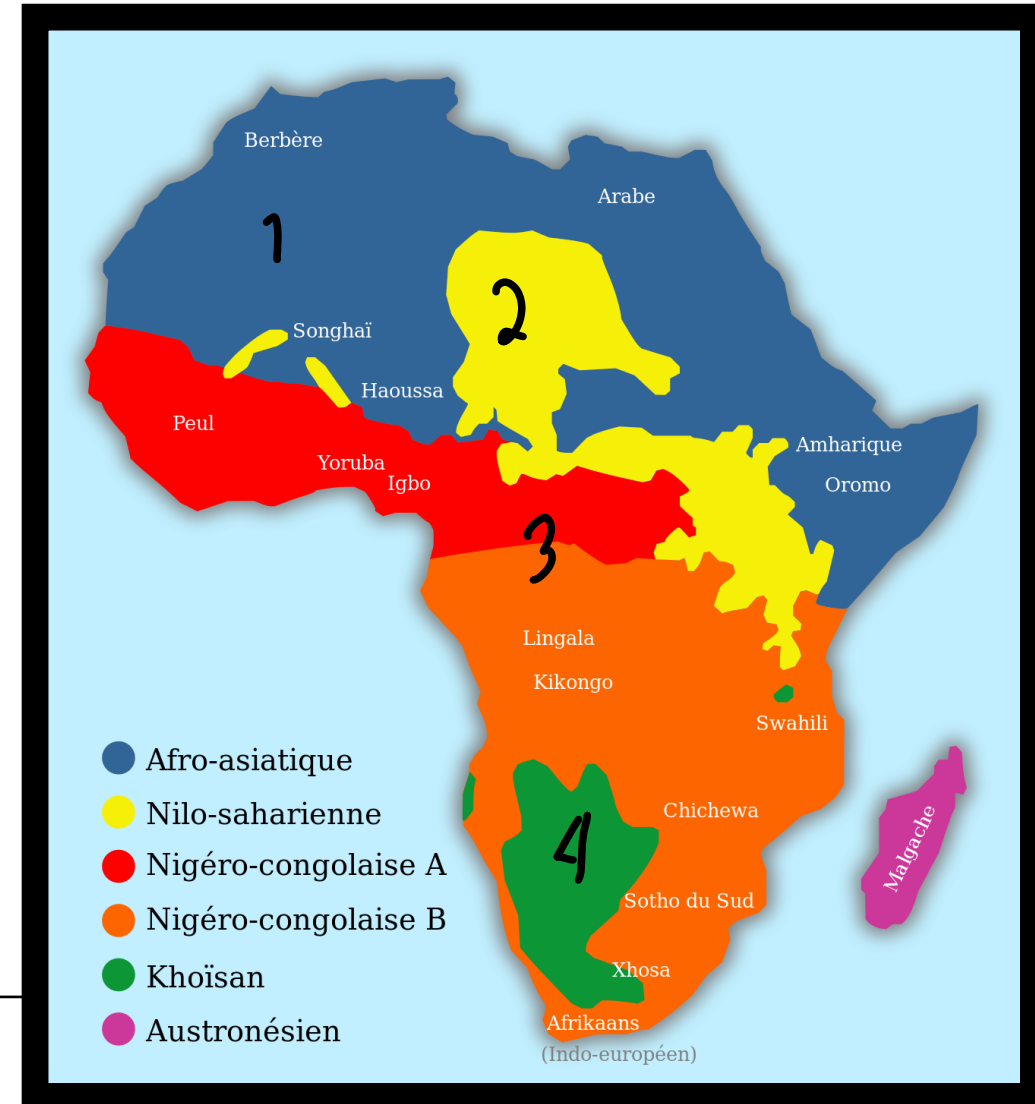 Berbère
Arabe
1
2
Songhaï
Haoussa
Peul
Amharique
Yoruba
Igbo
Oromo
3
Lingala
Kikongo
Swahili
Chichewa
4
Malgache
Sotho du Sud
Xhosa
Afrikaans
(Indo-européen)
Afro-asiatique
Nilo-saharienne
Nigéro-congolaise A
Nigéro-congolaise B
Khoïsan
Austronésien